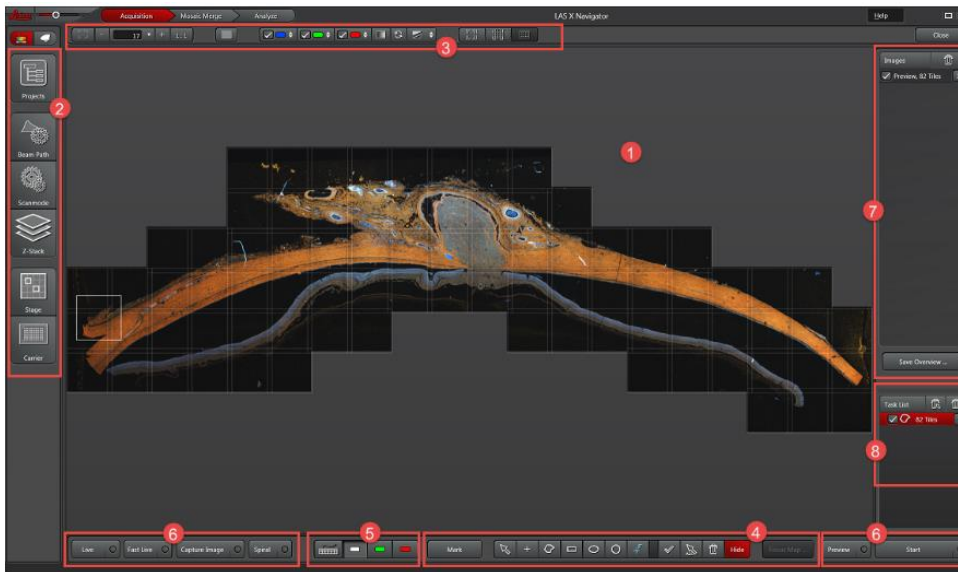 Acquisition Mosaic Merge Analyze LAS X Navigator Help
17 1:1 3 Close
Images
Preview, 82 Tiles
2
Projects
1
Beam Path
Scanmode
7
Z-Stack
Stage
Carrier
Save Overview ...
Task List
82 Tiles
8
6 5 4 6
Live Fast Live Capture Image Spiral Mark Hide Preview Start